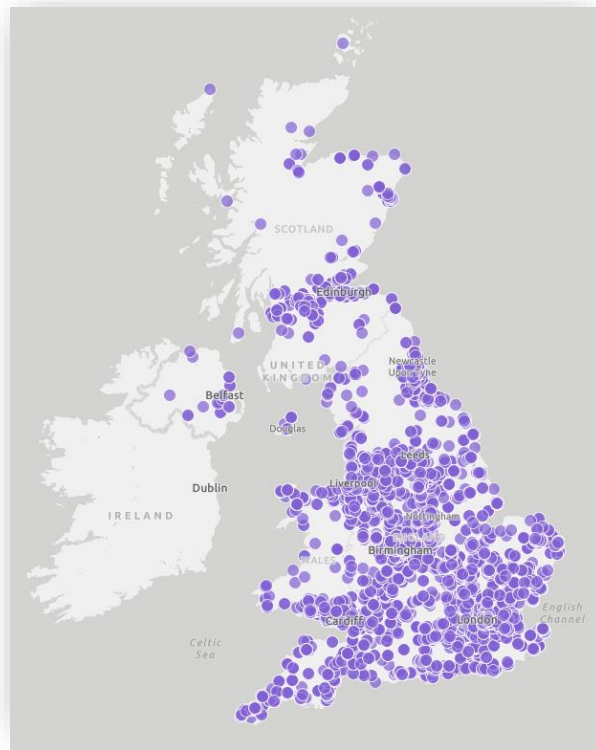 SCOTLAND
Edinburgh
UNITED
KINGDOM
Newcastle
Upon Tyne
Belfast
Douglas
Leeds
Dublin
Liverpool
IRELAND
Nottingham
Birmingham
WALES
Cardiff
London
English
Channel
Celtic
Sea